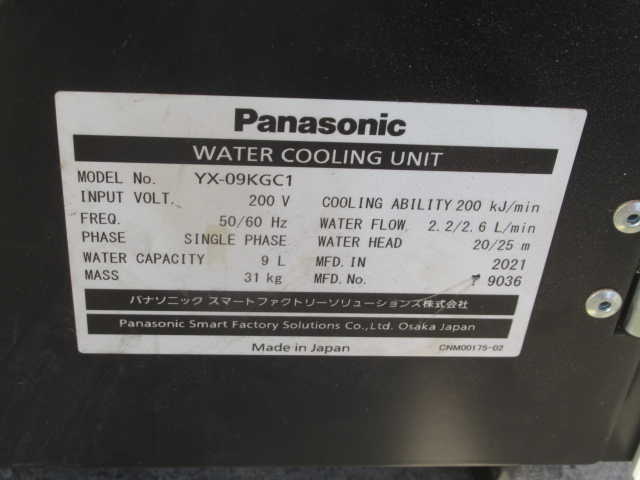 Panasonic
WATER COOLING UNIT
MODEL No. YX-09KGC1
INPUT VOLT. 200 V
FREQ. 50/60 Hz
PHASE SINGLE PHASE
WATER CAPACITY 9 L
MASS 31 kg
COOLING ABILITY 200 kJ/min
WATER FLOW 2.2/2.6 L/min
WATER HEAD 20/25 m
MFD. IN 2021
MFD. No. 9036
パナソニック スマートファクトリーソリューションズ株式会社
Panasonic Smart Factory Solutions Co., Ltd. Osaka Japan
Made in Japan
CNM00175-02